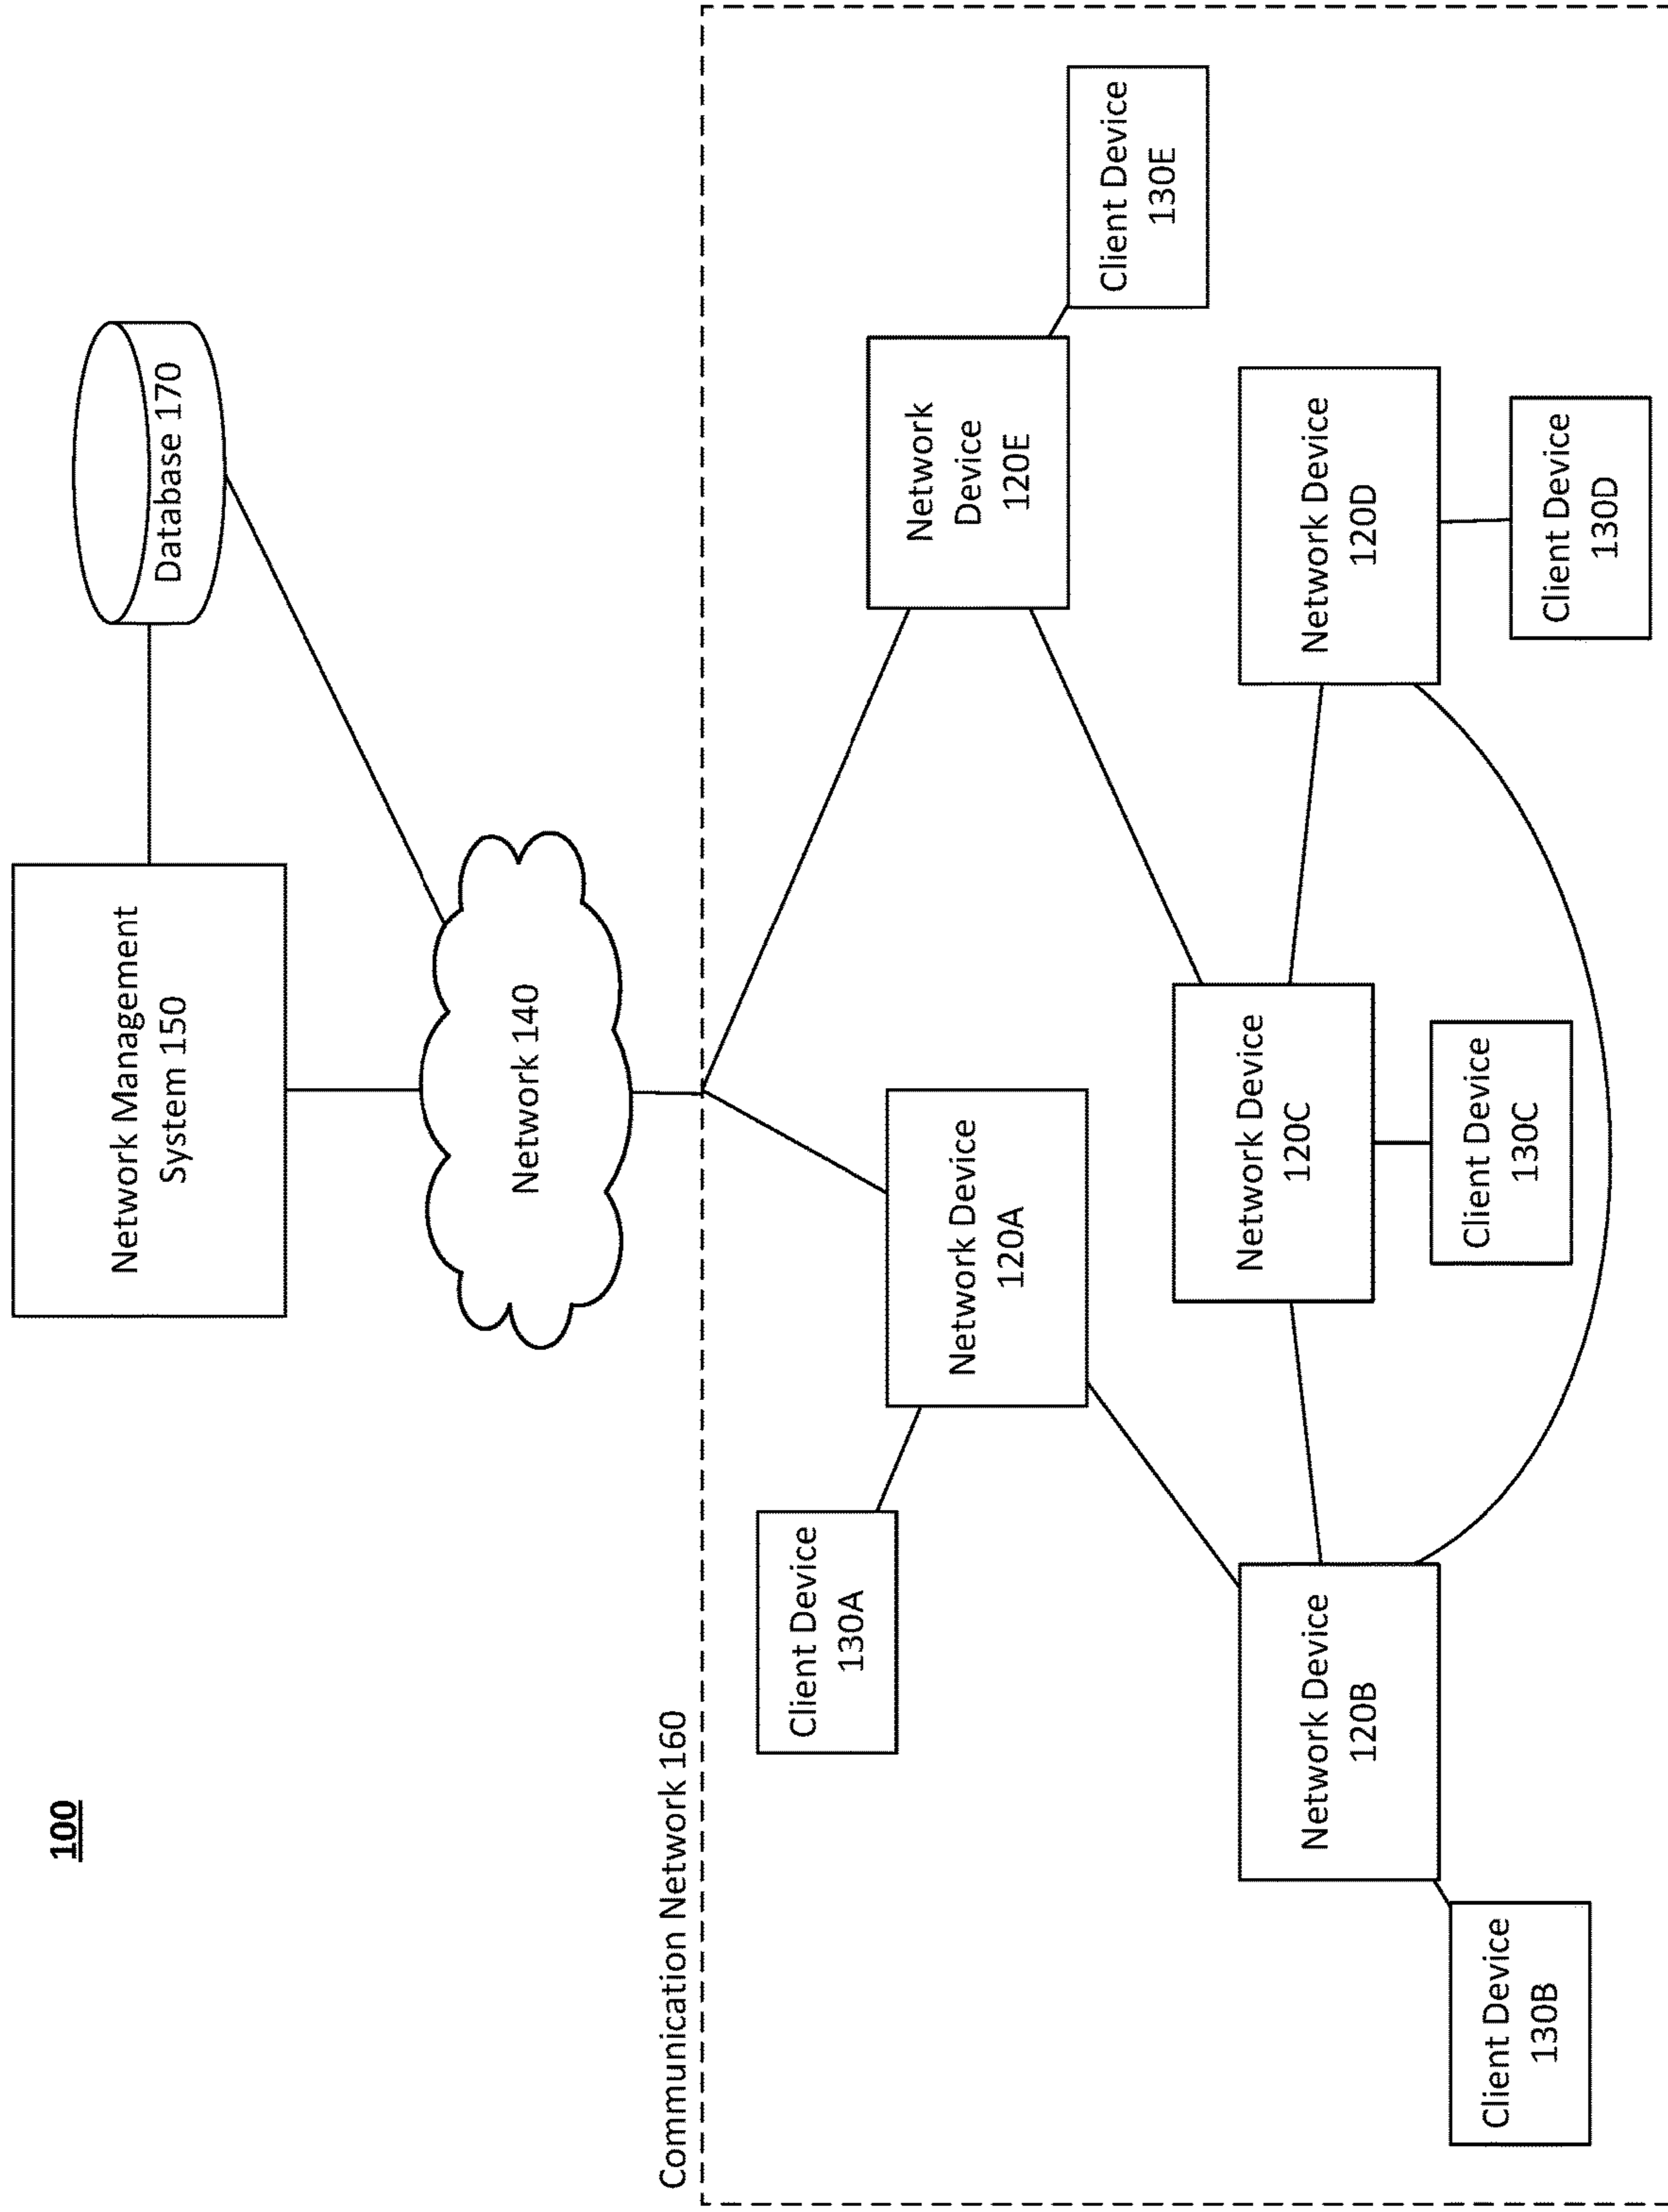 100
Network Management
System 150
Database 170
Network 140
Communication Network 160
Client Device
130A
Network Device
120A
Network
Device
120E
Client Device
130E
Network Device
120B
Network Device
120C
Network Device
120D
Client Device
130B
Client Device
130C
Client Device
130D